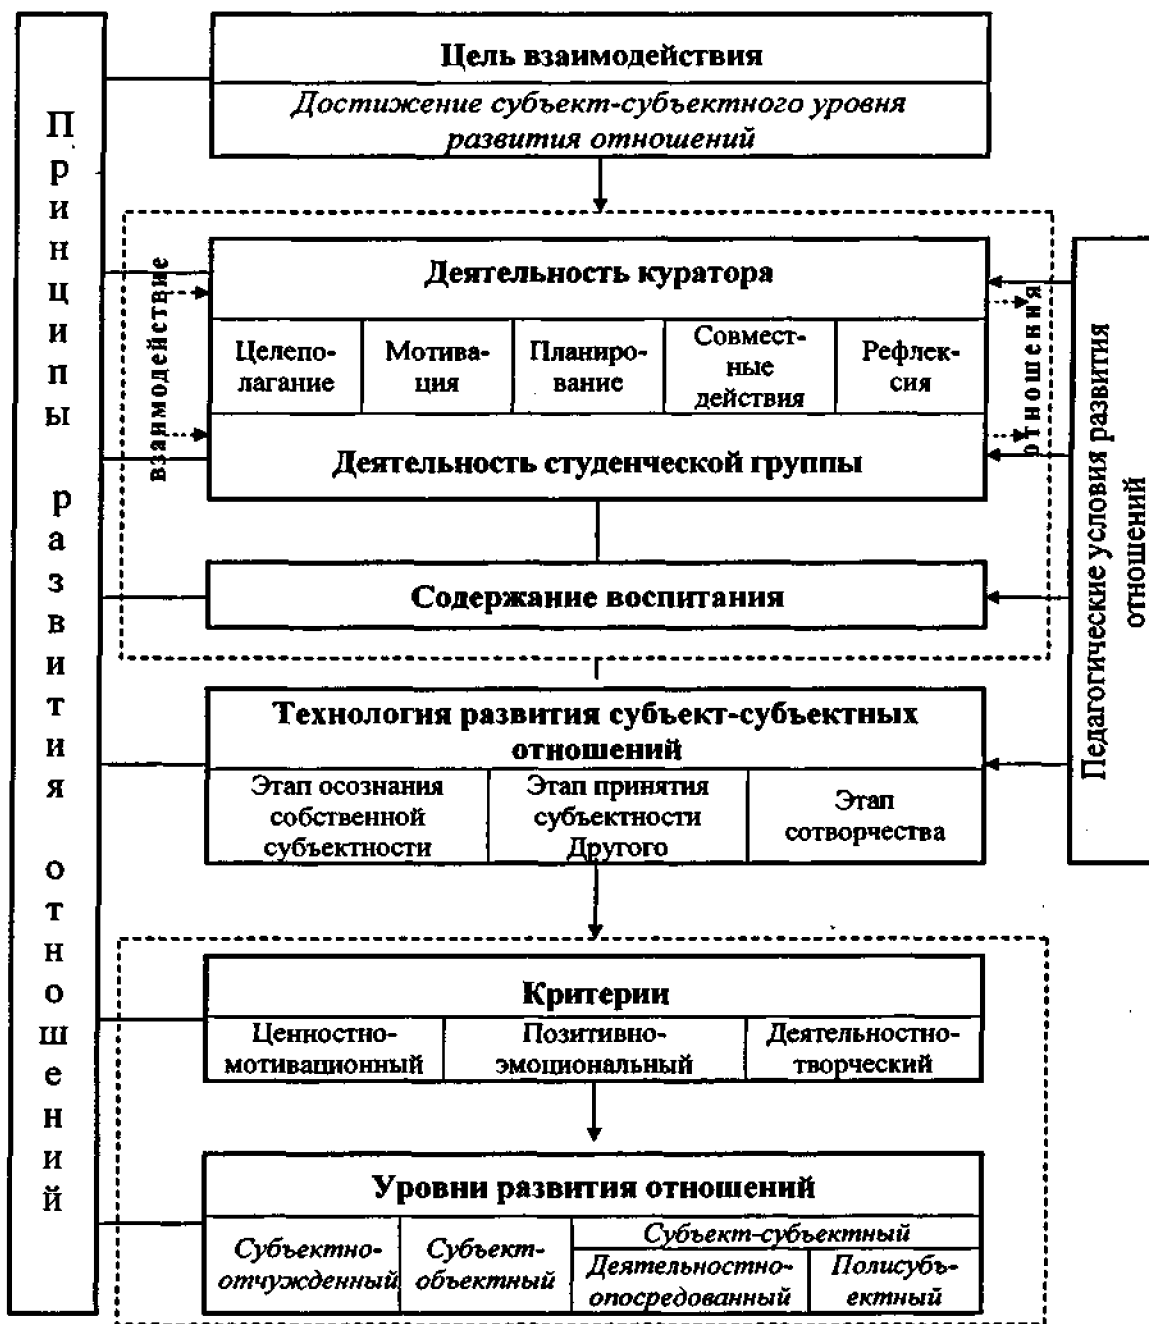 Принципы развития отношений
Цель взаимодействия
Достижение субъект-субъектного уровня
развития отношений
взаимодействие
Деятельность куратора
отношения
Целепо-
лагание
Мотива-
ция
Планиро-
вание
Совмест-
ные
действия
Рефлек-
сия
Деятельность студенческой группы
Содержание воспитания
Педагогические условия развития
отношений
Технология развития субъект-субъектных
отношений
Этап осознания
собственной
субъектности
Этап принятия
субъектности
Другого
Этап
сотворчества
Критерии
Ценностно-
мотивационный
Позитивно-
эмоциональный
Деятельностно-
творческий
Уровни развития отношений
Субъектно-
отчужденный
Субъект-
объектный
Субъект-субъектный
Деятельностно-
опосредованный
Полисубъ-
ектный